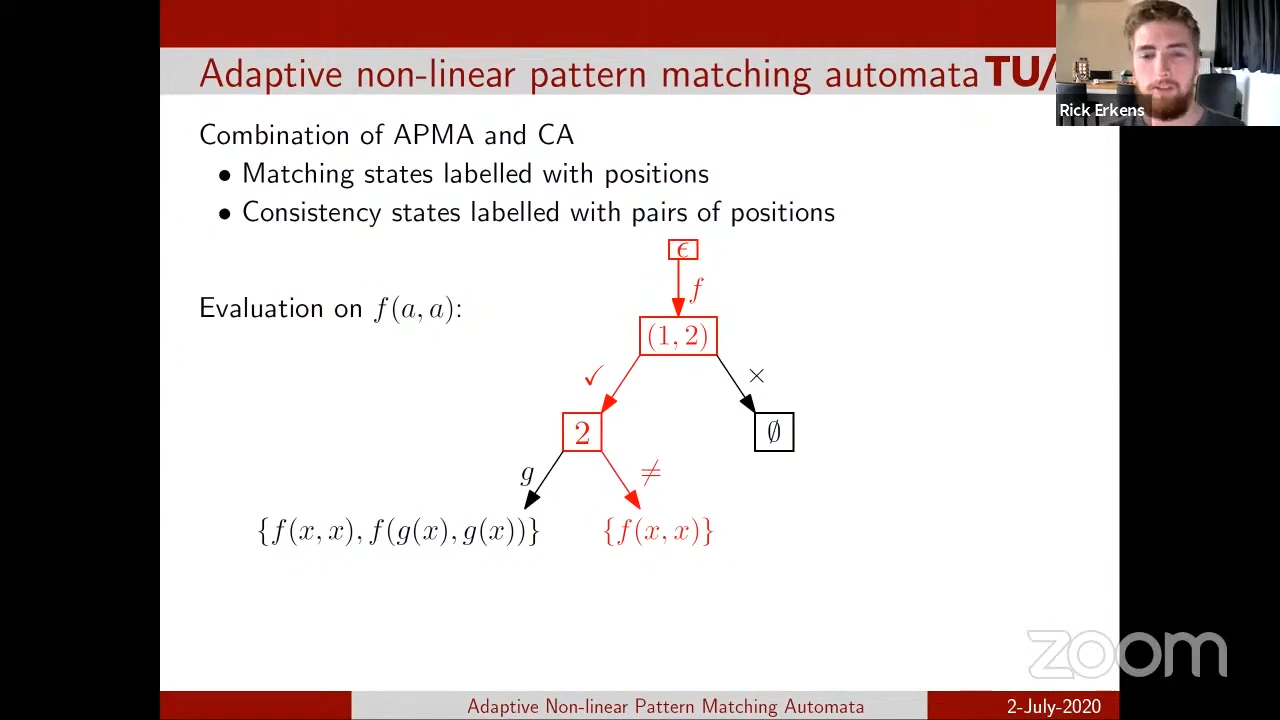 Adaptive non-linear pattern matching automata TU/
Rick Erkens
Combination of APMA and CA
• Matching states labelled with positions
• Consistency states labelled with pairs of positions
ϵ
f
Evaluation on f(a, a):
(1, 2)
✓ ×
2 ∅
g ≠
{f(x, x), f(g(x), g(x))} {f(x, x)}
zoom
Adaptive Non-linear Pattern Matching Automata 2-July-2020